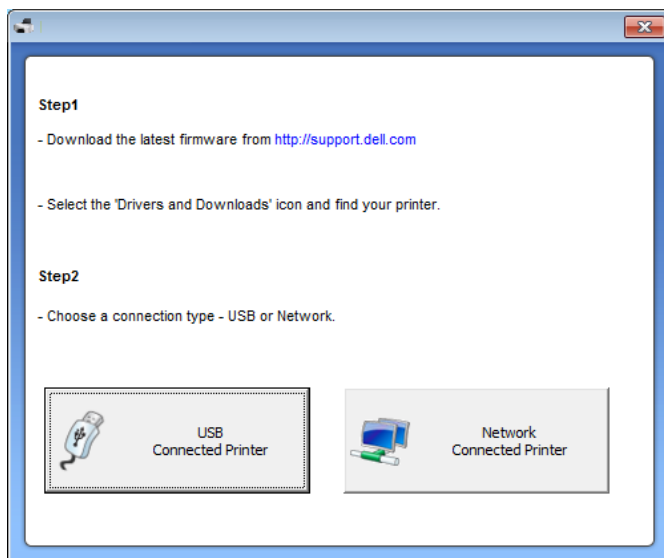 Step1
- Download the latest firmware from http://support.dell.com
- Select the 'Drivers and Downloads' icon and find your printer.
Step2
- Choose a connection type - USB or Network.
USB
Connected Printer
Network
Connected Printer